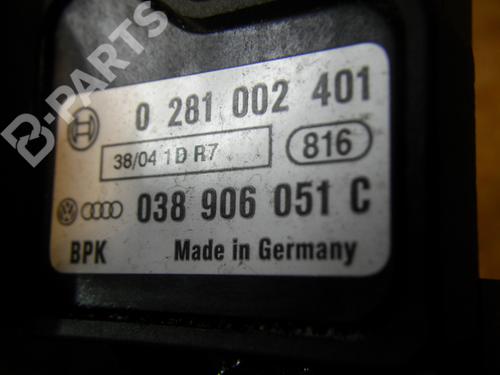 B-PARTS
0 281 002 401
38/04 1D R7
816
038 906 051 C
BPK Made in Germany